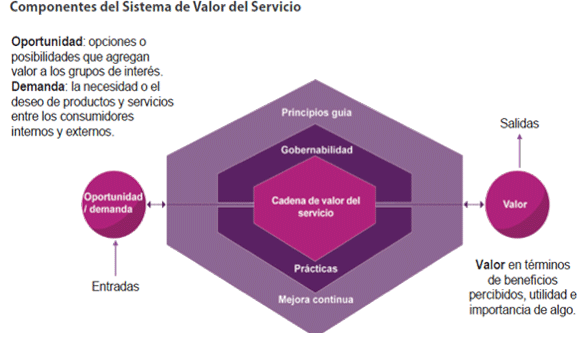 Componentes del Sistema de Valor del Servicio
Oportunidad: opciones o
posibilidades que agregan
valor a los grupos de interés.
Demanda: la necesidad o el
deseo de productos y servicios
entre los consumidores
internos y externos.
Principios guia
Gobernabilidad
Cadena de valor del
servicio
Prácticas
Mejora continua
Oportunidad
/ demanda
Entradas
Salidas
Valor
Valor en términos
de beneficios
percibidos, utilidad e
importancia de algo.